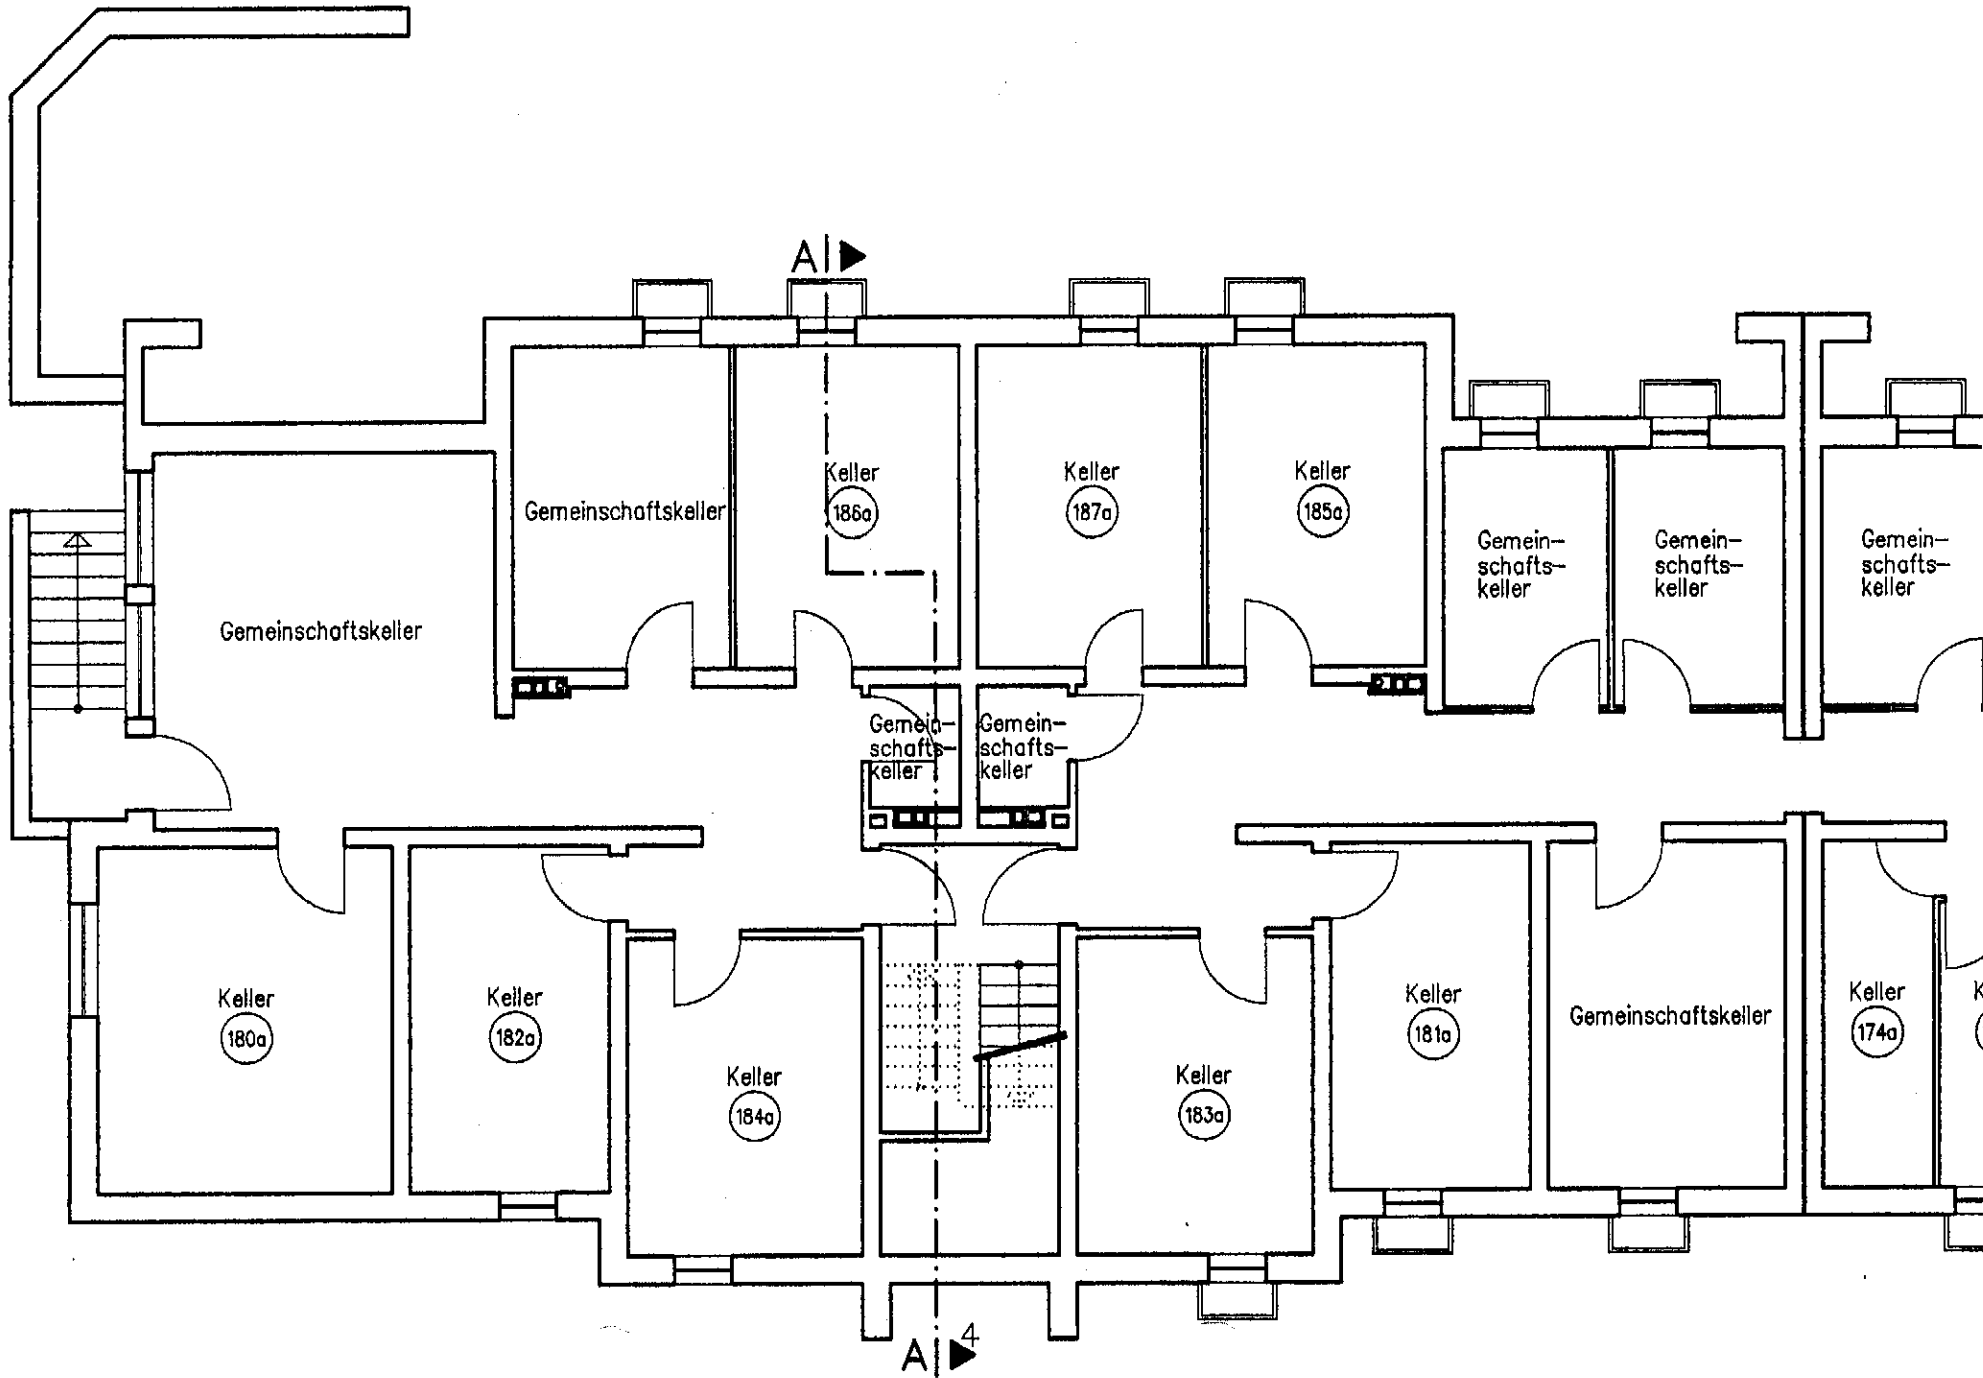 A
Keller
186a
Keller
187a
Keller
185a
Gemeinschaftskeller
Gemein-
schafts-
keller
Gemein-
schafts-
keller
Gemein-
schafts-
keller
Gemeinschaftskeller
Gemein-
schafts-
keller
Gemein-
schafts-
keller
Keller
180a
Keller
182a
Keller
184a
Keller
183a
Keller
181a
Gemeinschaftskeller
Keller
174a
K
4
A